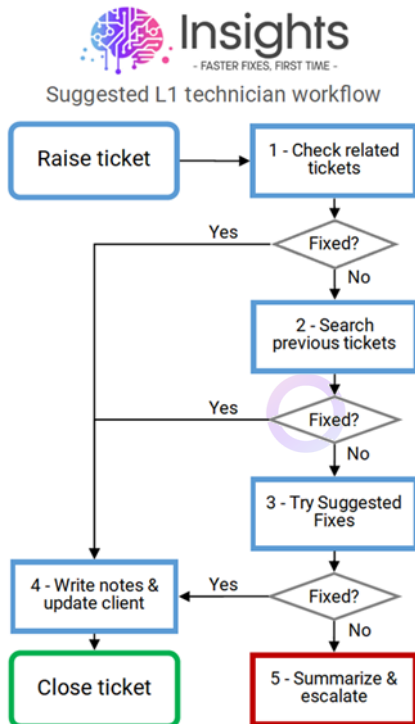 Insights
- FASTER FIXES, FIRST TIME -
Suggested L1 technician workflow
Raise ticket
1 - Check related
tickets
Yes
Fixed?
No
2 - Search
previous tickets
Yes
Fixed?
No
3 - Try Suggested
Fixes
4 - Write notes &
update client
Yes
Fixed?
No
Close ticket
5 - Summarize &
escalate